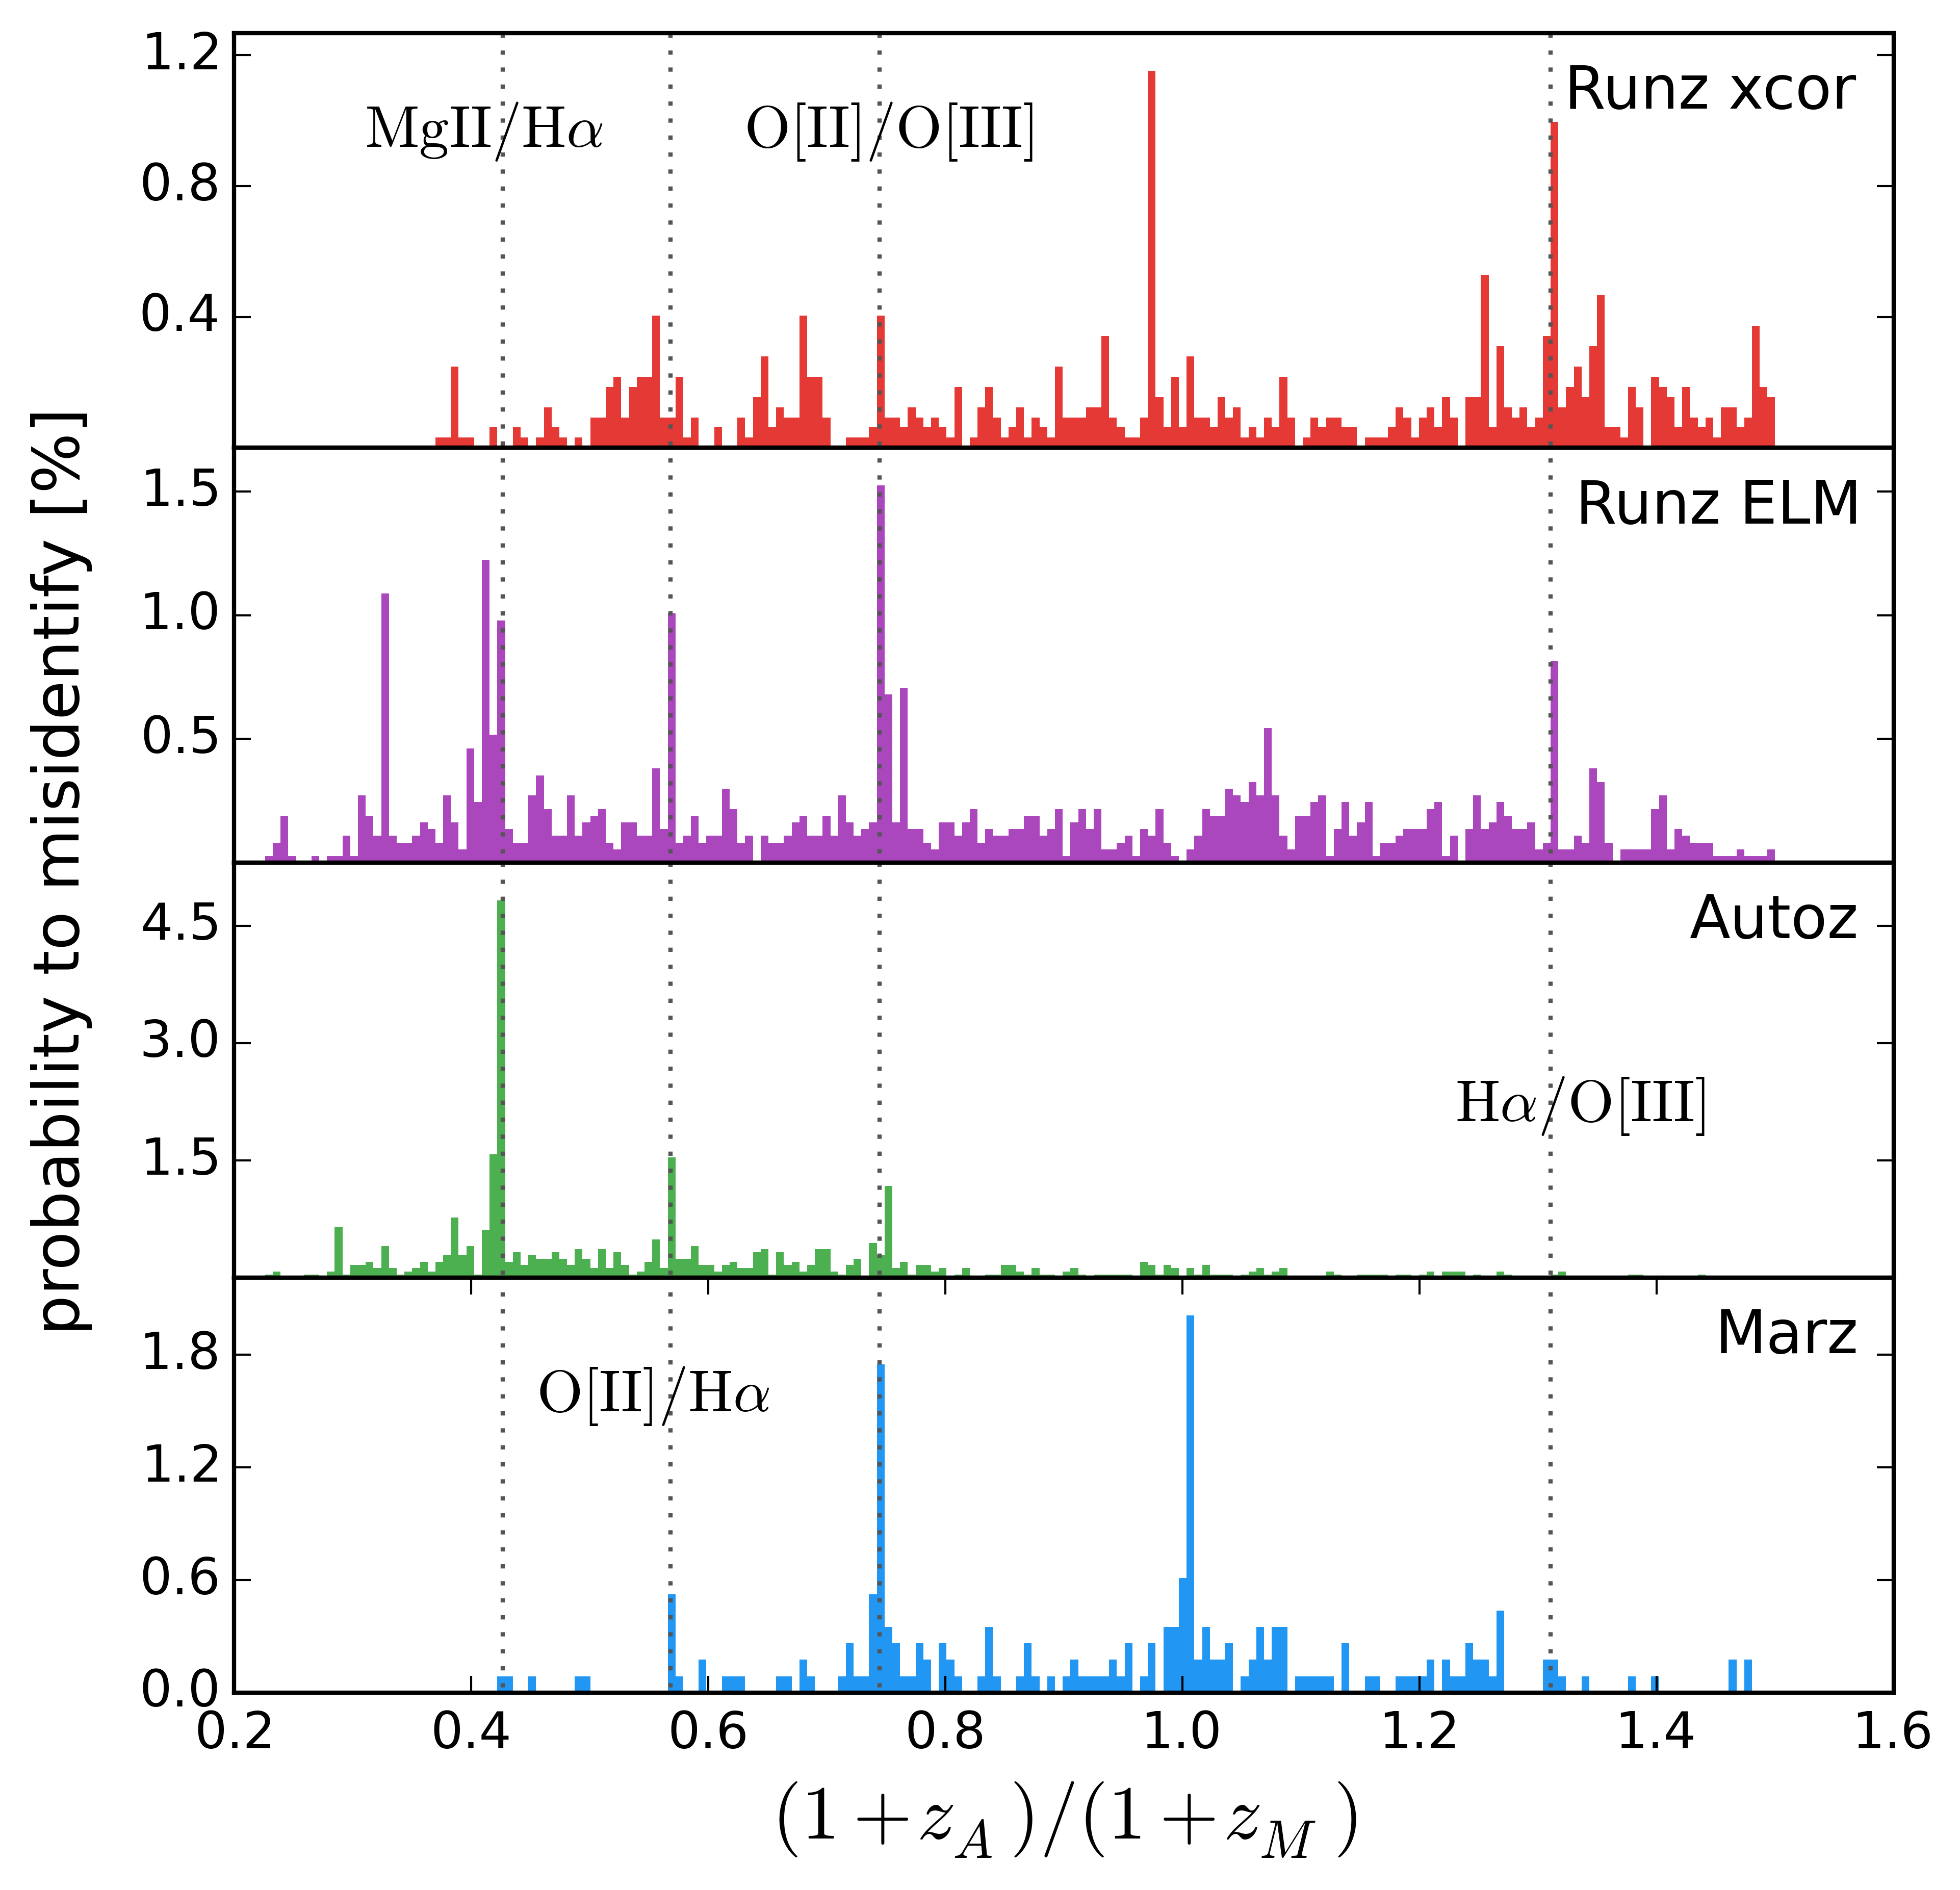 probability to misidentify [%]
1.2
0.8
0.4
Runz xcor
MgII/Hα
O[II]/O[III]
1.5
1.0
0.5
Runz ELM
4.5
3.0
1.5
Autoz
Hα/O[III]
1.8
1.2
0.6
0.0
Marz
O[II]/Hα
0.2 0.4 0.6 0.8 1.0 1.2 1.4 1.6
(1+z_A)/(1+z_M)